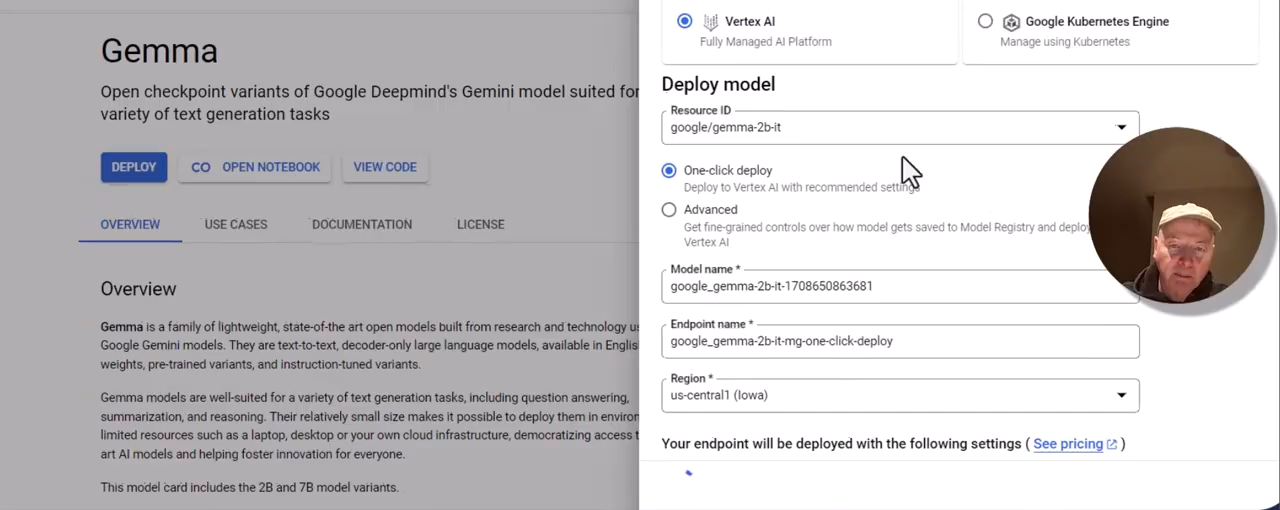 Gemma
Open checkpoint variants of Google Deepmind's Gemini model suited for
variety of text generation tasks
DEPLOY
OPEN NOTEBOOK
VIEW CODE
OVERVIEW
USE CASES
DOCUMENTATION
LICENSE
Overview
Gemma is a family of lightweight, state-of-the art open models built from research and technology
Google Gemini models. They are text-to-text, decoder-only large language models, available in
weights, pre-trained variants, and instruction-tuned variants.
Gemma models are well-suited for a variety of text generation tasks, including question answering,
summarization, and reasoning. Their relatively small size makes it possible to deploy them in
limited resources such as a laptop, desktop or your own cloud infrastructure, democratizing access
art AI models and helping foster innovation for everyone.
This model card includes the 2B and 7B model variants.
Vertex AI
Fully Managed AI Platform
Google Kubernetes Engine
Manage using Kubernetes
Deploy model
Resource ID
google/gemma-2b-it
One-click deploy
Deploy to Vertex AI with recommended settings
Advanced
Get fine-grained controls over how model gets saved to Model Registry and deploy
Vertex AI
Model name *
google_gemma-2b-it-1708650863681
Endpoint name *
google_gemma-2b-it-mg-one-click-deploy
Region *
us-central1 (Iowa)
Your endpoint will be deployed with the following settings ( See pricing )